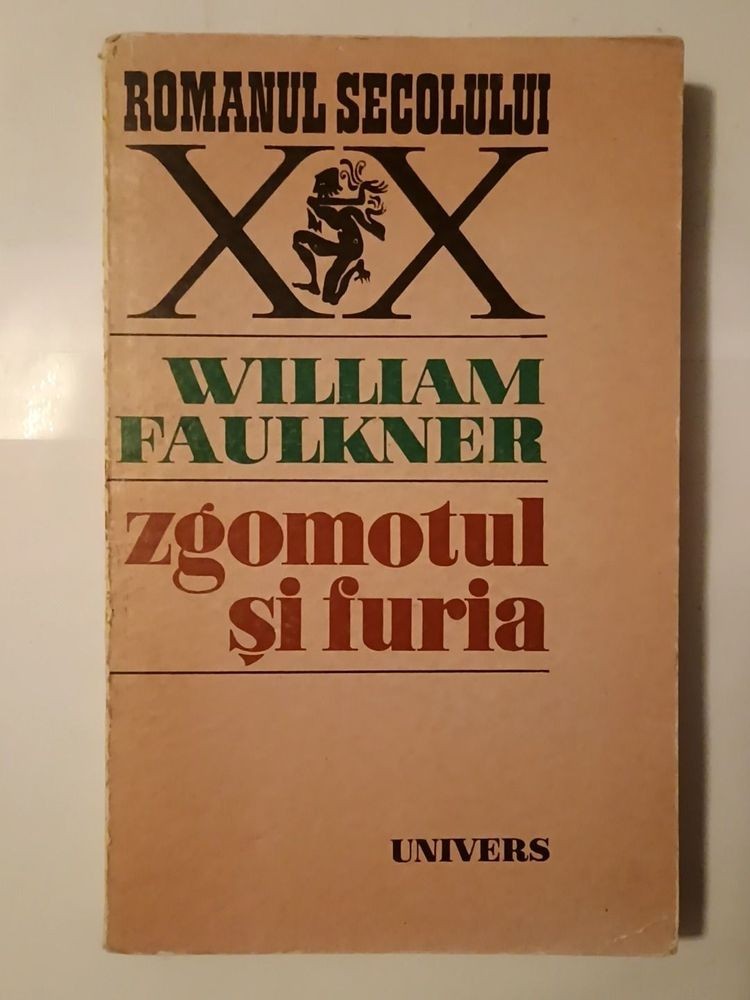 ROMANUL SECOLULUI
XX
WILLIAM
FAULKNER
zgomotul
și furia
UNIVERS